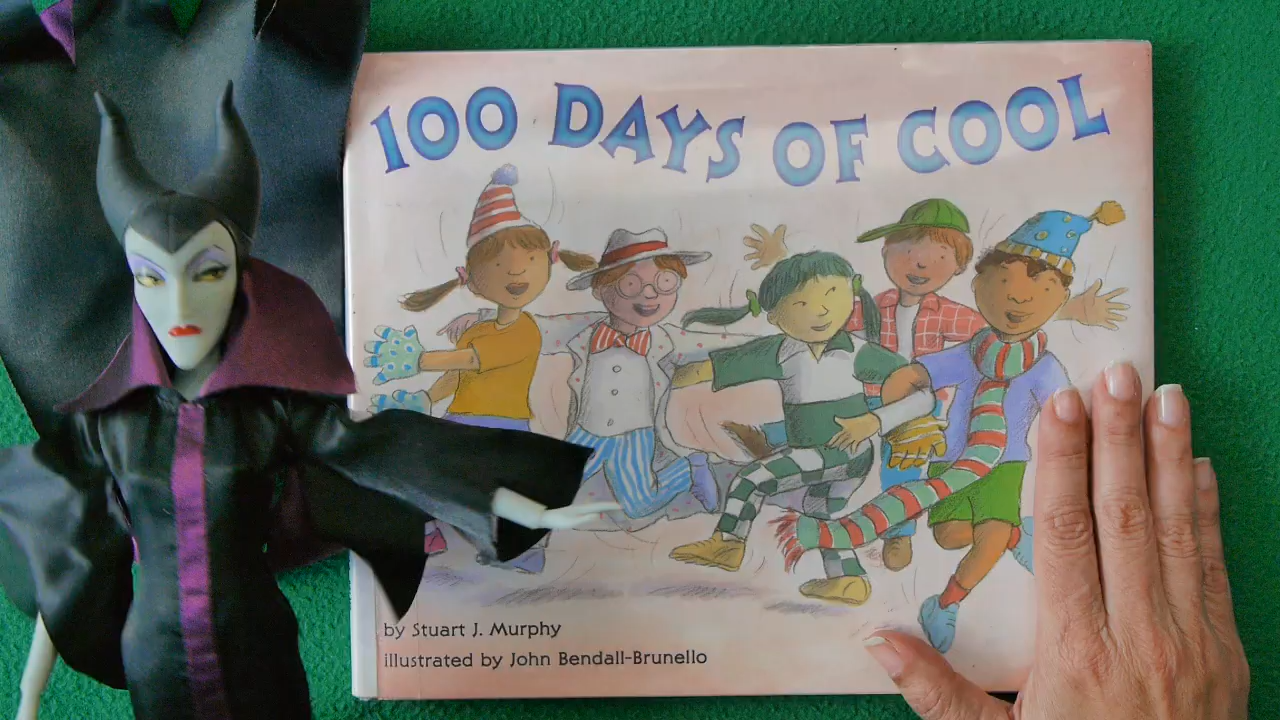 100 DAYS OF COOL
by Stuart J. Murphy
illustrated by John Bendall-Brunello